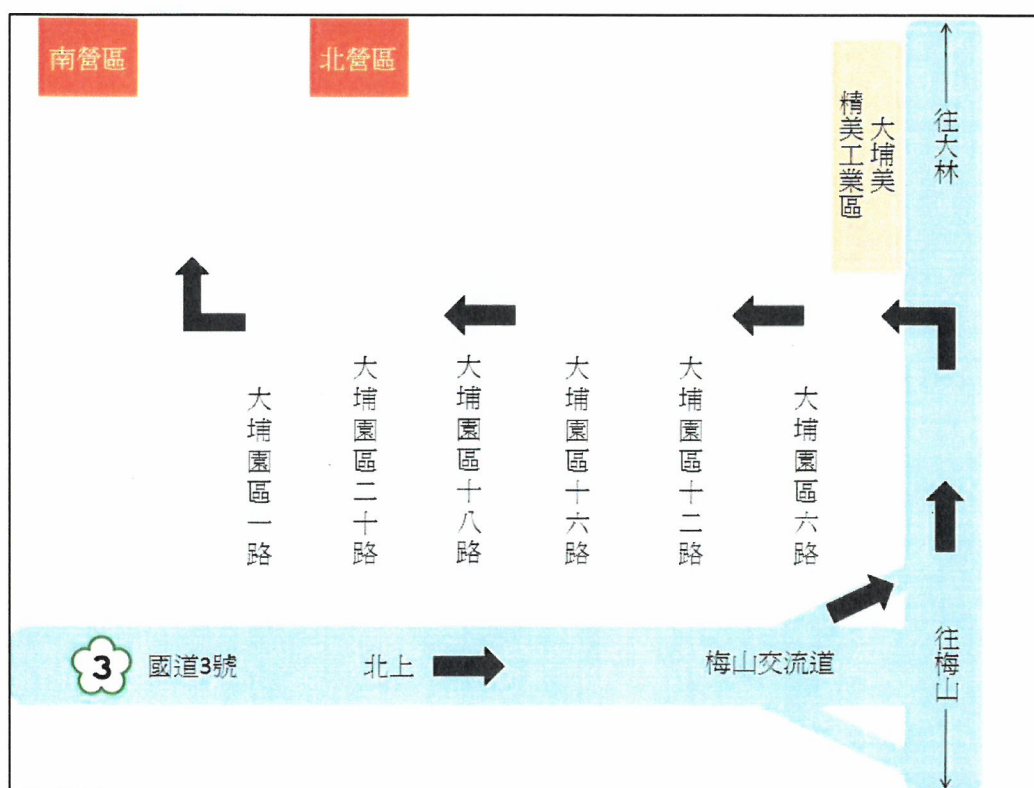 南營區
北營區
大埔美
精美工業區
往大林
大埔園區一路
大埔園區二十路
大埔園區十八路
大埔園區十六路
大埔園區十二路
大埔園區六路
3
國道3號
北上
梅山交流道
往梅山